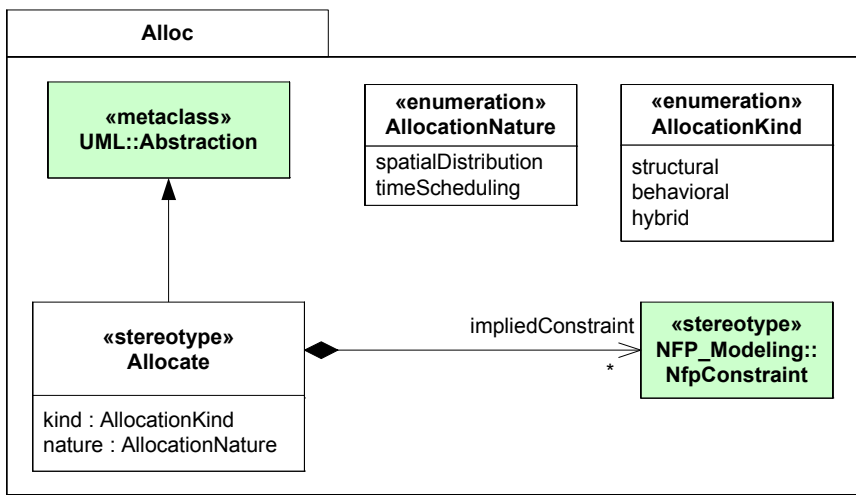 Alloc
«metaclass»
UML::Abstraction
«enumeration»
AllocationNature
spatialDistribution
timeScheduling
«enumeration»
AllocationKind
structural
behavioral
hybrid
«stereotype»
Allocate
kind : AllocationKind
nature : AllocationNature
impliedConstraint
*
«stereotype»
NFP_Modeling::
NfpConstraint